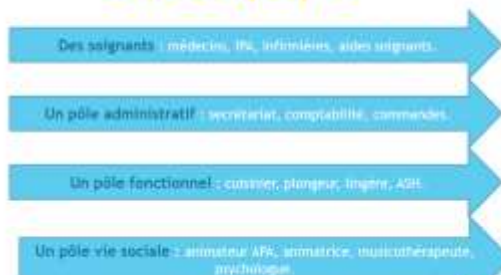 Des soignants : médecins, IPA, infirmières, aides soignants.
Un pôle administratif : secrétariat, comptabilité, commandes.
Un pôle fonctionnel : cuisinier, plongeur, lingère, ASH.
Un pôle vie sociale : animateur APA, animatrice, musicothérapeute,
psychologue.